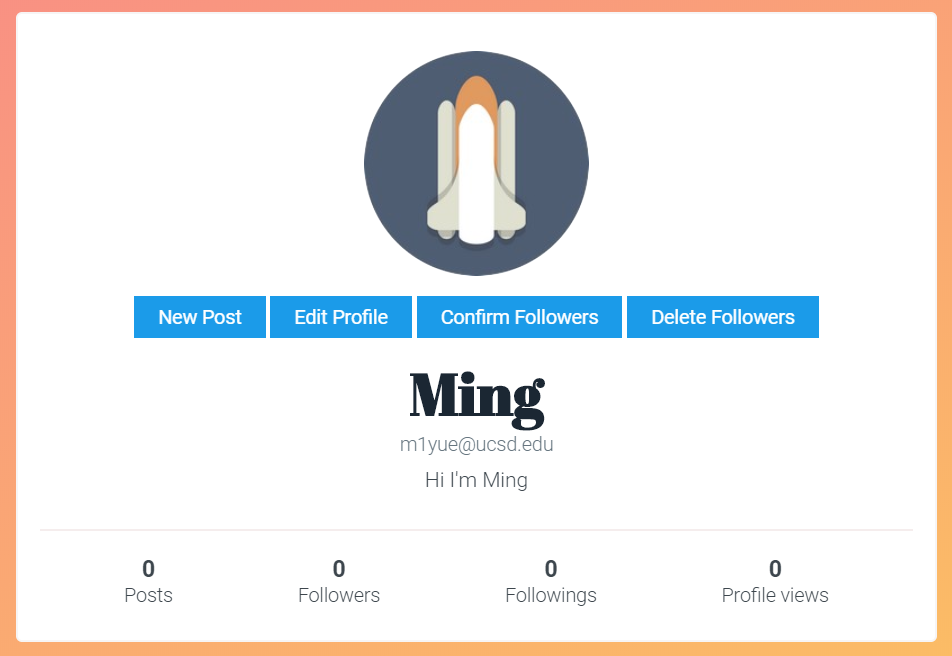 New Post Edit Profile Confirm Followers Delete Followers
Ming
m1yue@ucsd.edu
Hi I'm Ming
0 0 0 0
Posts Followers Followings Profile views